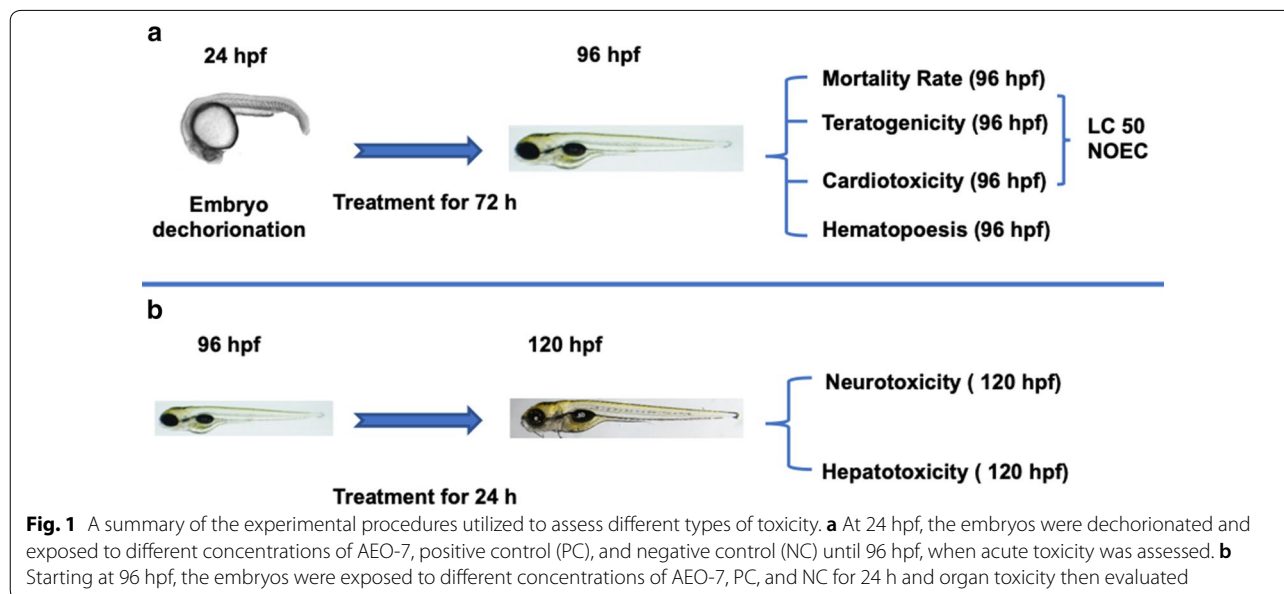 a
24 hpf
96 hpf
Embryo
dechorionation
Treatment for 72 h
Mortality Rate (96 hpf)
Teratogenicity (96 hpf)
Cardiotoxicity (96 hpf)
Hematopoesis (96 hpf)
LC 50
NOEC
b
96 hpf
120 hpf
Treatment for 24 h
Neurotoxicity ( 120 hpf)
Hepatotoxicity ( 120 hpf)
Fig. 1 A summary of the experimental procedures utilized to assess different types of toxicity. a At 24 hpf, the embryos were dechorionated and
exposed to different concentrations of AEO-7, positive control (PC), and negative control (NC) until 96 hpf, when acute toxicity was assessed. b
Starting at 96 hpf, the embryos were exposed to different concentrations of AEO-7, PC, and NC for 24 h and organ toxicity then evaluated